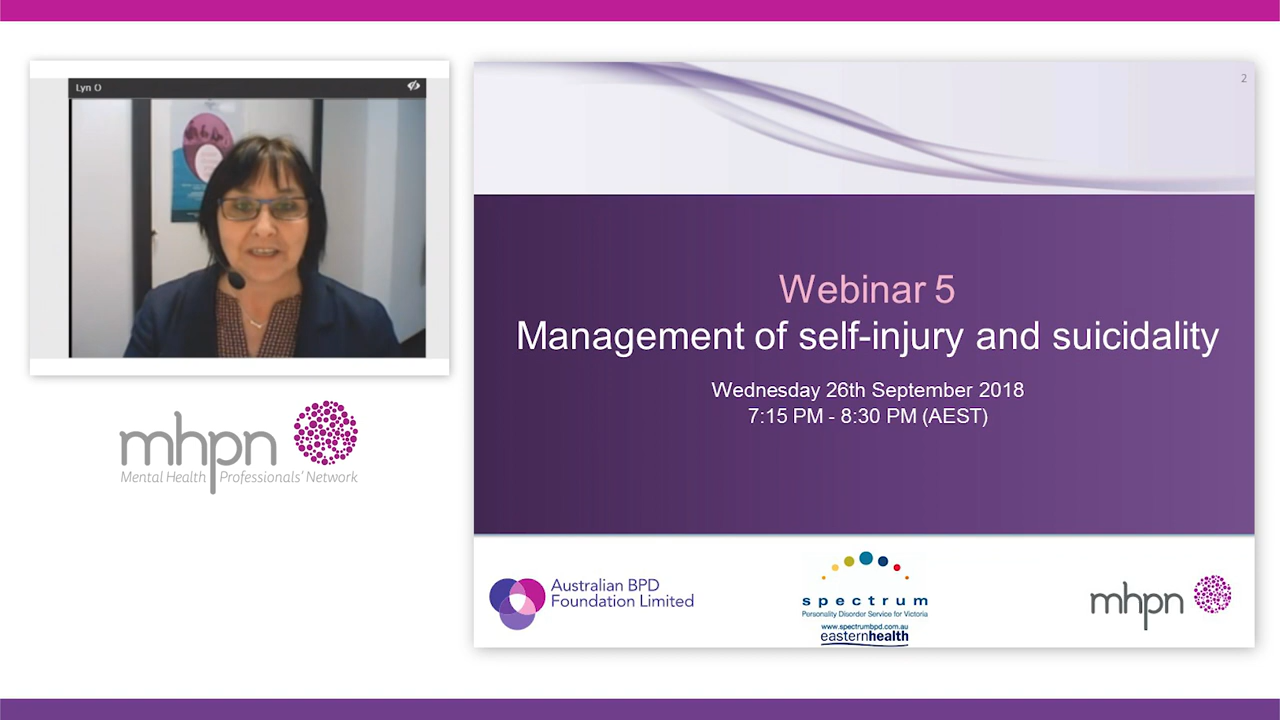 Lyn O
mhpn
Mental Health Professionals' Network
2
Webinar 5
Management of self-injury and suicidality
Wednesday 26th September 2018
7:15 PM - 8:30 PM (AEST)
Australian BPD
Foundation Limited
spectrum
Personality Disorder Service for Victoria
www.spectrumbpd.com.au
easternhealth
mhpn